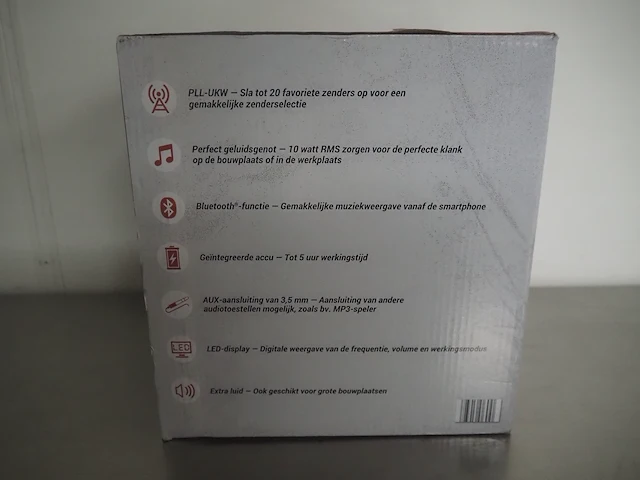 PLL-UKW — Sla tot 20 favoriete zenders op voor een
gemakkelijke zenderselectie
Perfect geluidsgenot — 10 watt RMS zorgen voor de perfecte klank
op de bouwplaats of in de werkplaats
Bluetooth®-functie — Gemakkelijke muziekweergave vanaf de smartphone
Geïntegreerde accu — Tot 5 uur werkingstijd
AUX-aansluiting van 3,5 mm — Aansluiting van andere
audiotoestellen mogelijk, zoals bv. MP3-speler
LED
LED-display — Digitale weergave van de frequentie, volume en werkingsmodus
Extra luid — Ook geschikt voor grote bouwplaatsen